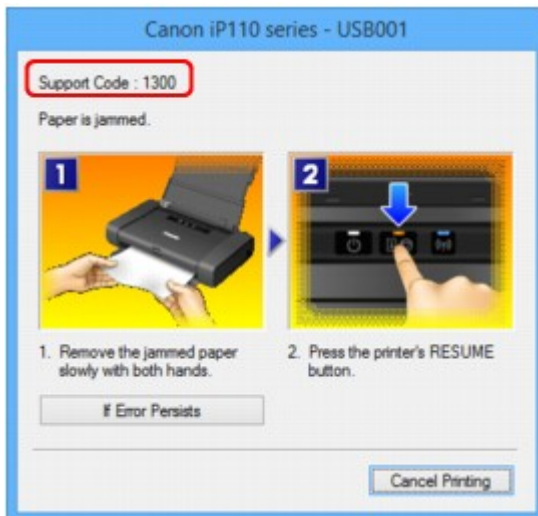 Canon iP110 series - USB001
Support Code : 1300
Paper is jammed.
1
2
1. Remove the jammed paper
slowly with both hands.
2. Press the printer's RESUME
button.
If Error Persists
Cancel Printing